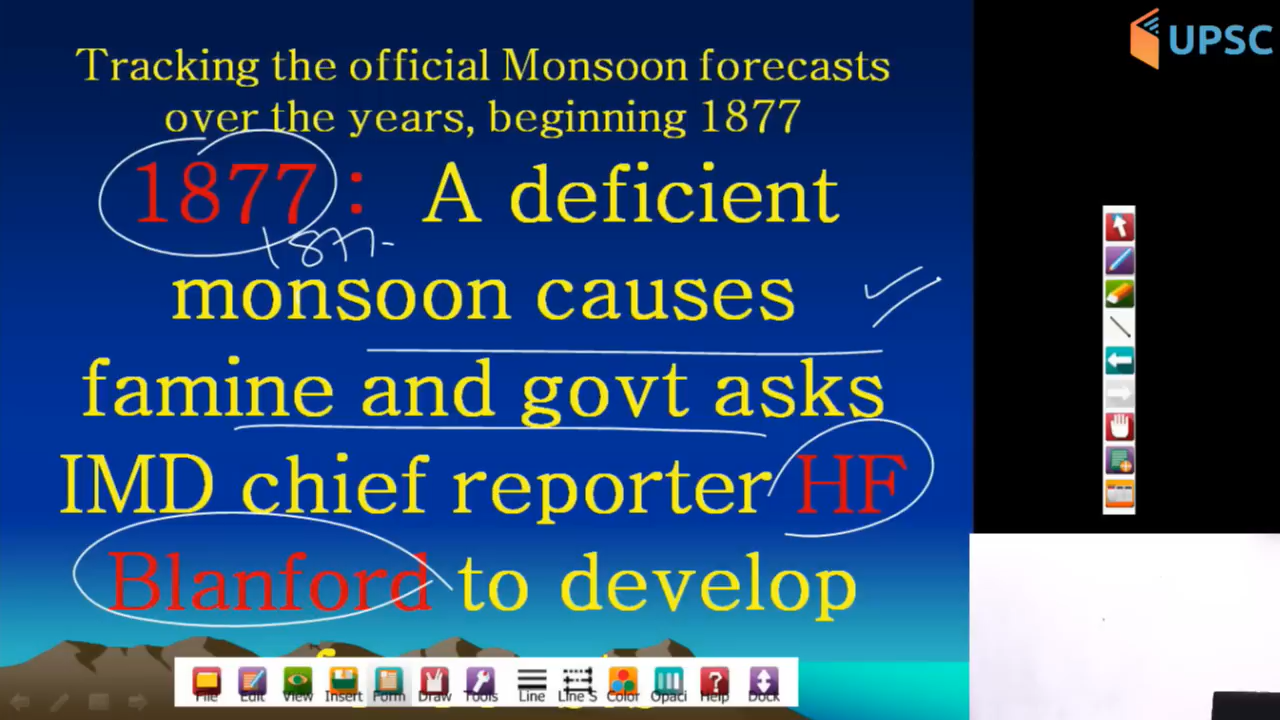 UPSC
Tracking the official Monsoon forecasts
over the years, beginning 1877
1877: A deficient
1877-
monsoon causes
famine and govt asks
IMD chief reporter HF
Blanford to develop
File Edit View Insert Form Draw Tools Line Line S Color Opaci Help Dock